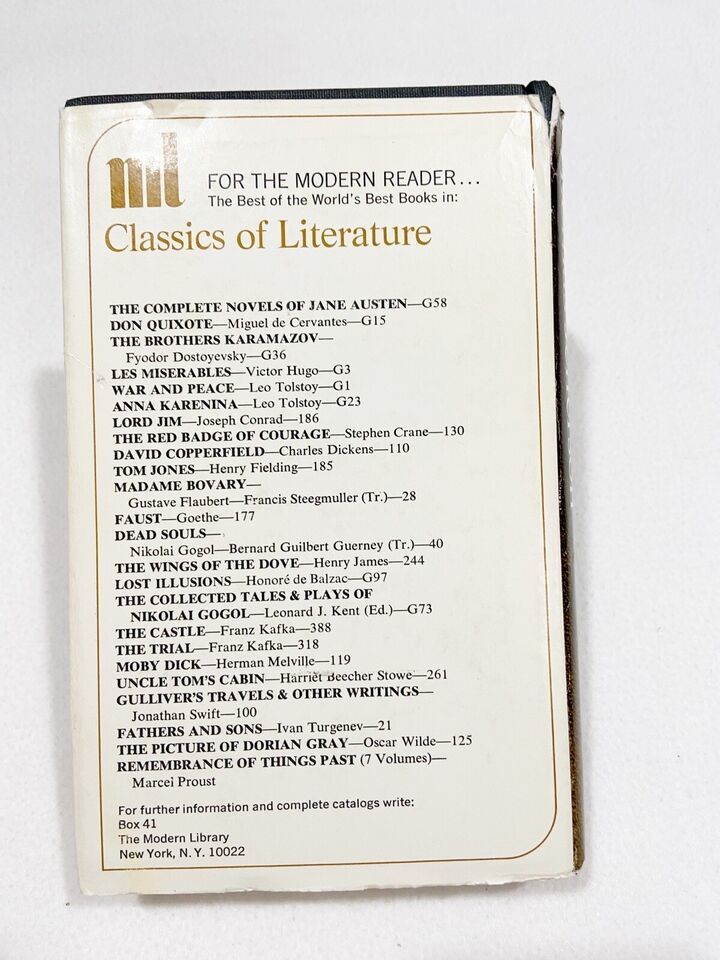 ml
FOR THE MODERN READER...
The Best of the World's Best Books in:
Classics of Literature
THE COMPLETE NOVELS OF JANE AUSTEN—G58
DON QUIXOTE—Miguel de Cervantes—G15
THE BROTHERS KARAMAZOV—
Fyodor Dostoyevsky—G36
LES MISERABLES—Victor Hugo—G3
WAR AND PEACE—Leo Tolstoy—G1
ANNA KARENINA—Leo Tolstoy—G23
LORD JIM—Joseph Conrad—186
THE RED BADGE OF COURAGE—Stephen Crane—130
DAVID COPPERFIELD—Charles Dickens—110
TOM JONES—Henry Fielding—185
MADAME BOVARY—
Gustave Flaubert—Francis Steegmuller (Tr.)—28
FAUST—Goethe—177
DEAD SOULS—
Nikolai Gogol—Bernard Guilbert Guerney (Tr.)—40
THE WINGS OF THE DOVE—Henry James—244
LOST ILLUSIONS—Honoré de Balzac—G97
THE COLLECTED TALES & PLAYS OF
NIKOLAI GOGOL—Leonard J. Kent (Ed.)—G73
THE CASTLE—Franz Kafka—388
THE TRIAL—Franz Kafka—318
MOBY DICK—Herman Melville—119
UNCLE TOM'S CABIN—Harriet Beecher Stowe—261
GULLIVER'S TRAVELS & OTHER WRITINGS—
Jonathan Swift—100
FATHERS AND SONS—Ivan Turgenev—21
THE PICTURE OF DORIAN GRAY—Oscar Wilde—125
REMEMBRANCE OF THINGS PAST (7 Volumes)—
Marcel Proust
For further information and complete catalogs write:
Box 41
The Modern Library
New York, N. Y. 10022